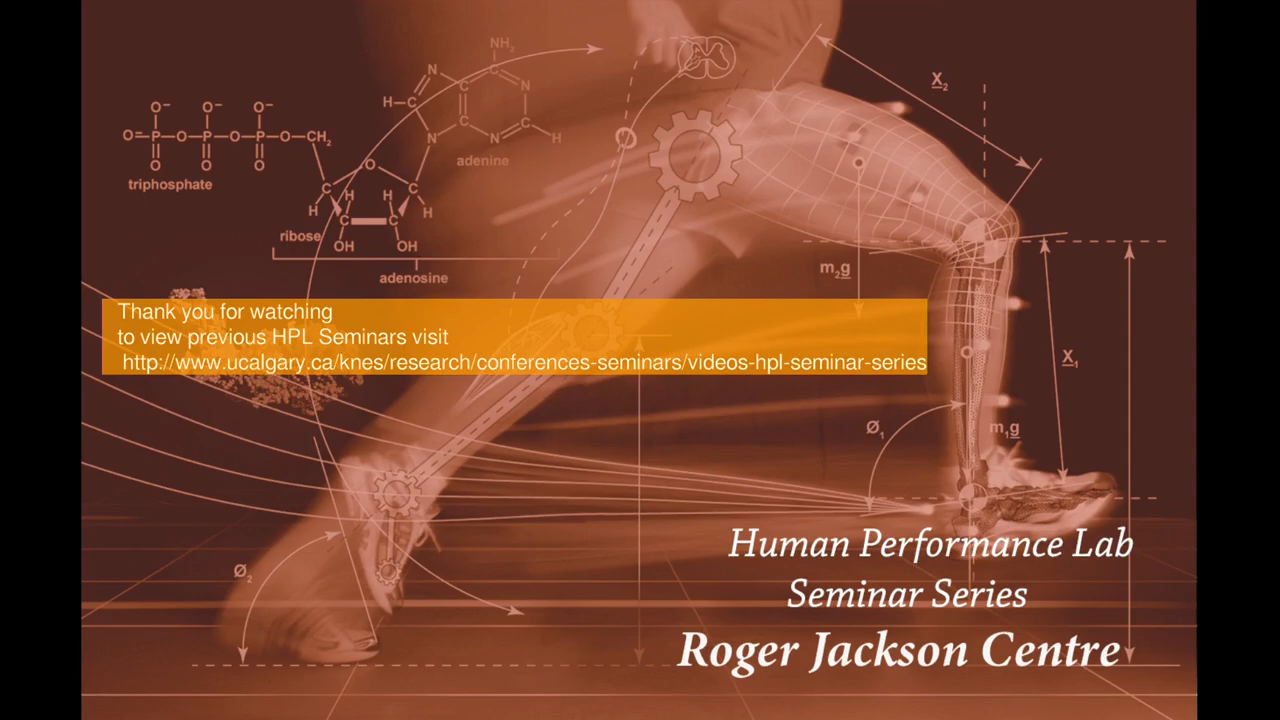 NH2
N
C
C
N
H–C
C
C
C
N
N
H
adenine
O– O– O–
O–P–O–P–O–P–O–CH2
O O O
triphosphate
O
C
H
H
C
H
C
C
H
ribose
OH
OH
adenosine
X2
m2g
Thank you for watching
to view previous HPL Seminars visit
http://www.ucalgary.ca/knes/research/conferences-seminars/videos-hpl-seminar-series
X1
Ø1
m1g
Ø2
Human Performance Lab
Seminar Series
Roger Jackson Centre